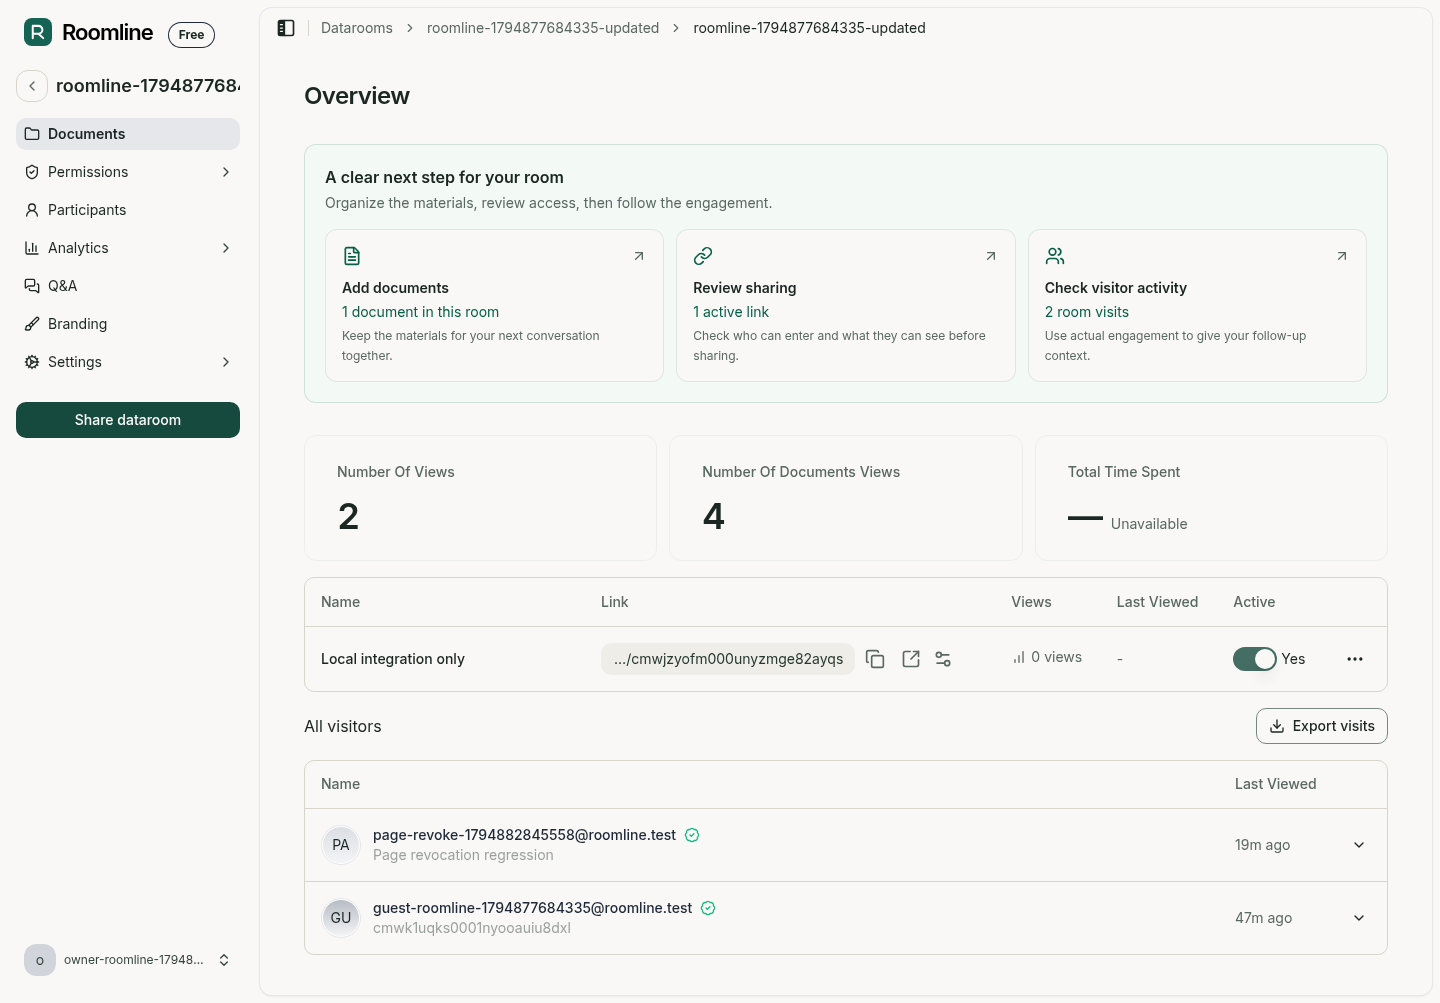 Roomline
Free
Datarooms
roomline-1794877684335-updated
roomline-1794877684335-updated
roomline-179487768
Documents
Permissions
Participants
Analytics
Q&A
Branding
Settings
Share dataroom
owner-roomline-17948...
o
Overview
A clear next step for your room
Organize the materials, review access, then follow the engagement.
Add documents
1 document in this room
Keep the materials for your next conversation
together.
Review sharing
1 active link
Check who can enter and what they can see before
sharing.
Check visitor activity
2 room visits
Use actual engagement to give your follow-up
context.
Number Of Views
2
Number Of Documents Views
4
Total Time Spent
— Unavailable
Name Link Views Last Viewed Active
Local integration only .../cmwjzyofm000unyzmge82ayqs 0 views - Yes
All visitors
Export visits
Name Last Viewed
PA
page-revoke-1794882845558@roomline.test
Page revocation regression
19m ago
GU
guest-roomline-1794877684335@roomline.test
cmwk1uqks0001nyooauiu8dxl
47m ago